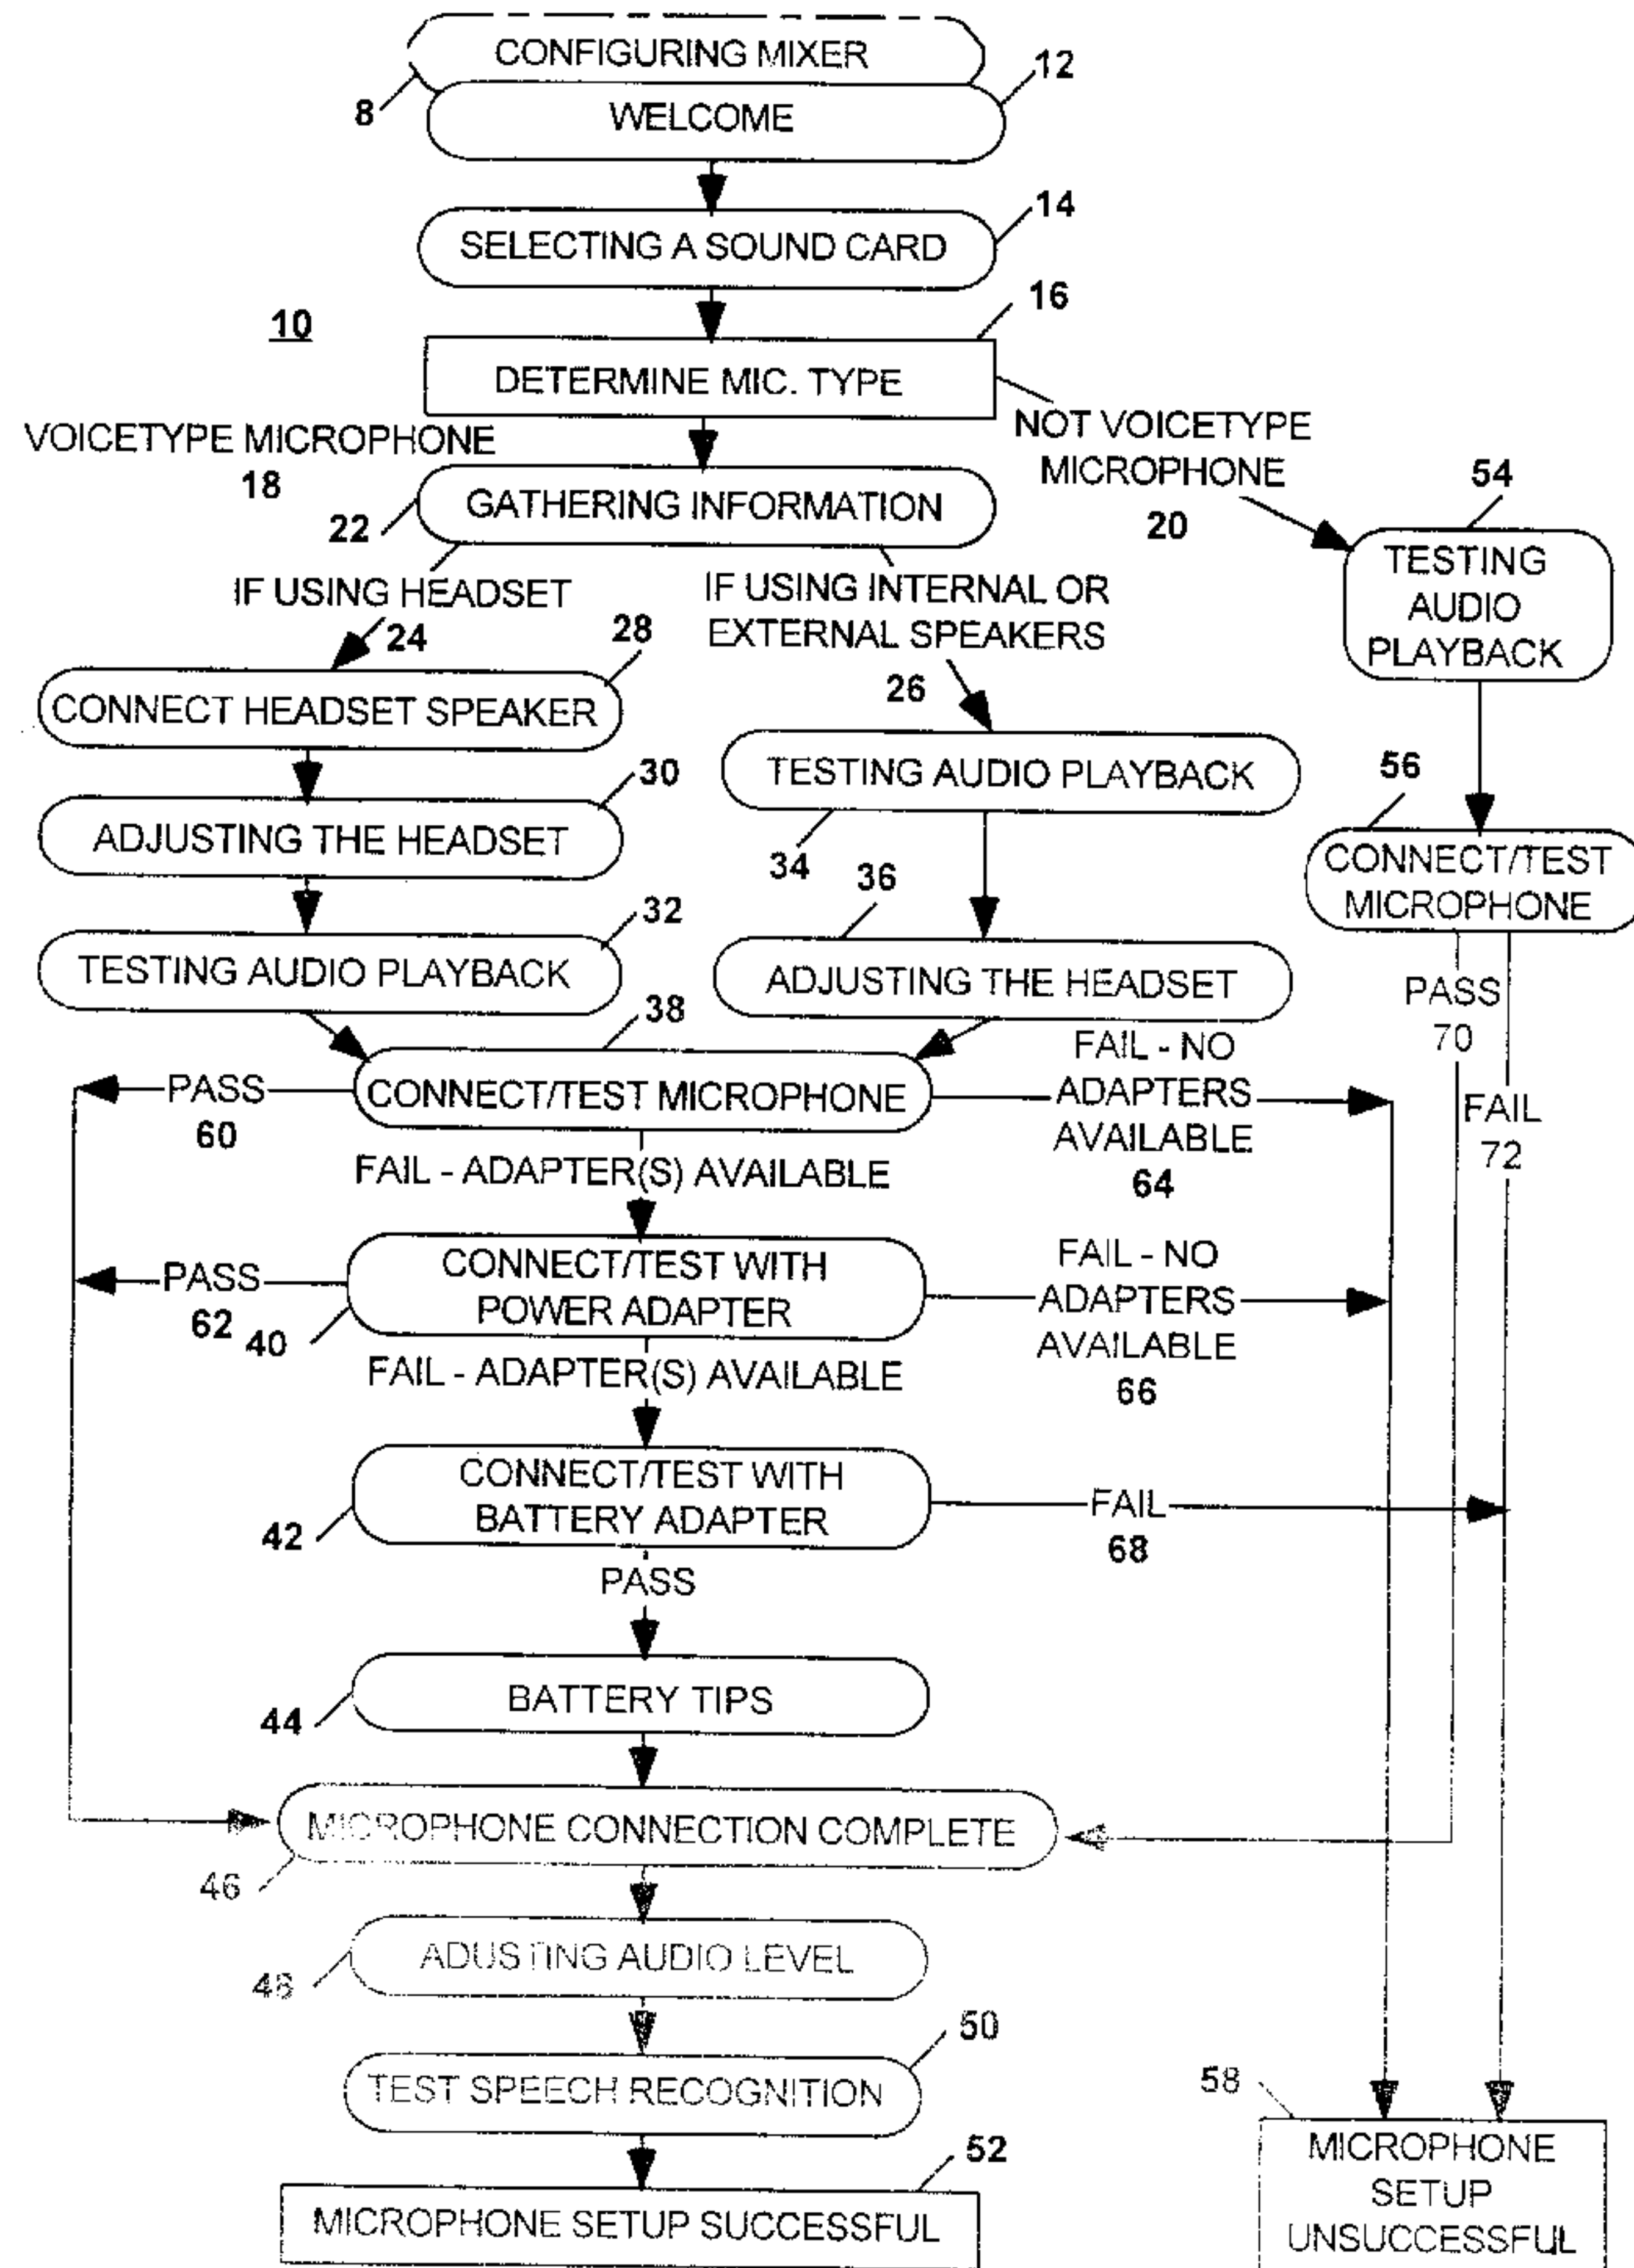 CONFIGURING MIXER
8
12
WELCOME
14
SELECTING A SOUND CARD
16
10
DETERMINE MIC. TYPE
VOICETYPE MICROPHONE
18
NOT VOICETYPE
MICROPHONE
20
22
GATHERING INFORMATION
54
TESTING
AUDIO
PLAYBACK
IF USING HEADSET
24
IF USING INTERNAL OR
EXTERNAL SPEAKERS
26
28
CONNECT HEADSET SPEAKER
30
ADJUSTING THE HEADSET
32
TESTING AUDIO PLAYBACK
TESTING AUDIO PLAYBACK
34
36
ADJUSTING THE HEADSET
56
CONNECT/TEST
MICROPHONE
PASS
70
FAIL
72
38
CONNECT/TEST MICROPHONE
PASS
60
FAIL - NO
ADAPTERS
AVAILABLE
64
FAIL - ADAPTER(S) AVAILABLE
CONNECT/TEST WITH
POWER ADAPTER
PASS
62
40
FAIL - NO
ADAPTERS
AVAILABLE
66
FAIL - ADAPTER(S) AVAILABLE
CONNECT/TEST WITH
BATTERY ADAPTER
42
FAIL
68
PASS
BATTERY TIPS
44
MICROPHONE CONNECTION COMPLETE
46
ADUSTING AUDIO LEVEL
48
50
TEST SPEECH RECOGNITION
52
MICROPHONE SETUP SUCCESSFUL
58
MICROPHONE
SETUP
UNSUCCESSFUL